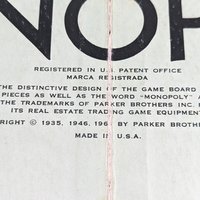 NOP
REGISTERED IN U.S. PATENT OFFICE
MARCA REGISTRADA
THE DISTINCTIVE DESIGN OF THE GAME BOARD
PIECES AS WELL AS THE WORD "MONOPOLY" A
THE TRADEMARKS OF PARKER BROTHERS INC. F
ITS REAL ESTATE TRADING GAME EQUIPMENT
RIGHT © 1935, 1946, 1961 BY PARKER BROTHE
MADE IN U.S.A.